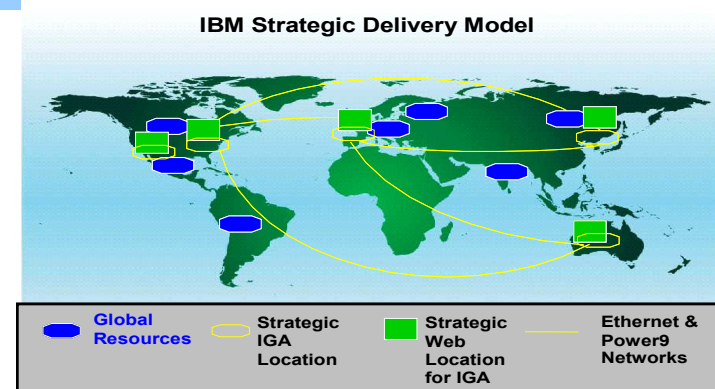 IBM Strategic Delivery Model
Global
Resources
Strategic
IGA
Location
Strategic
Web
Location
for IGA
Ethernet &
Power9
Networks